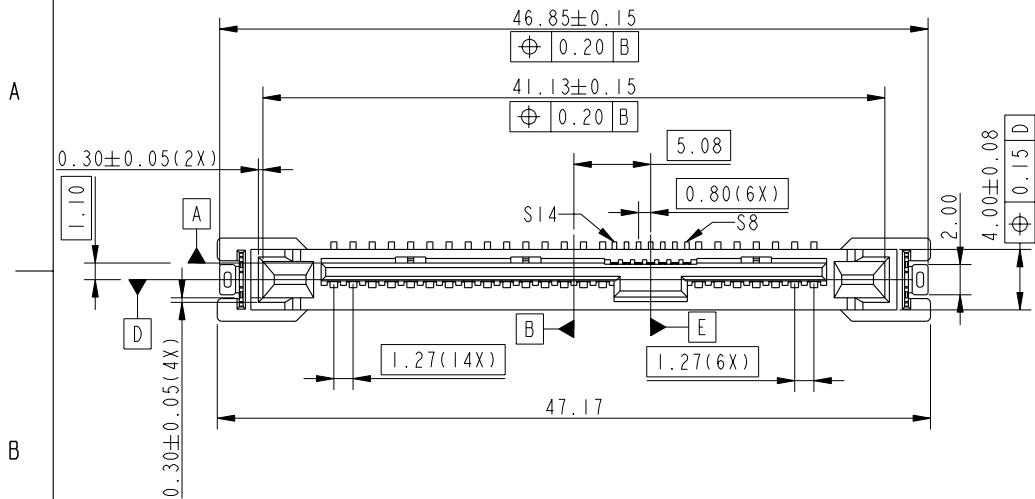 46.85±0.15
⌖ 0.20 B
A
41.13±0.15
⌖ 0.20 B
0.30±0.05(2X)
5.08
4.00±0.08
⌖ 0.15 D
1.10
0.80(6X)
A
S14
S8
2.00
D
B
E
0.30±0.05(4X)
1.27(14X)
1.27(6X)
47.17
B